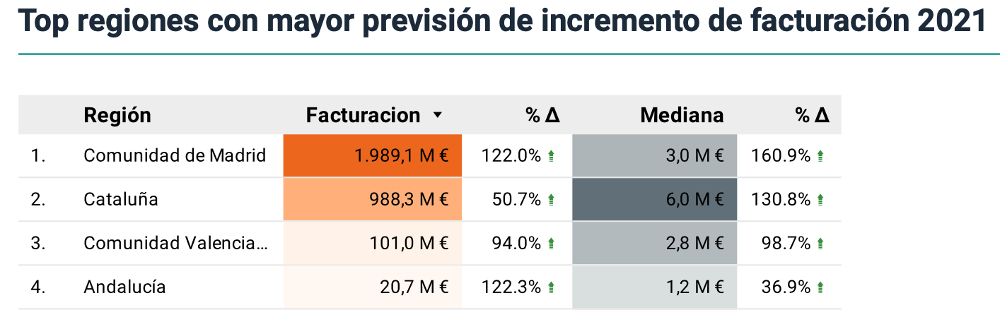 Top regiones con mayor previsión de incremento de facturación 2021
Región Facturacion % Δ Mediana % Δ
1. Comunidad de Madrid 1.989,1 M € 122.0% 3,0 M € 160.9%
2. Cataluña 988,3 M € 50.7% 6,0 M € 130.8%
3. Comunidad Valencia... 101,0 M € 94.0% 2,8 M € 98.7%
4. Andalucía 20,7 M € 122.3% 1,2 M € 36.9%